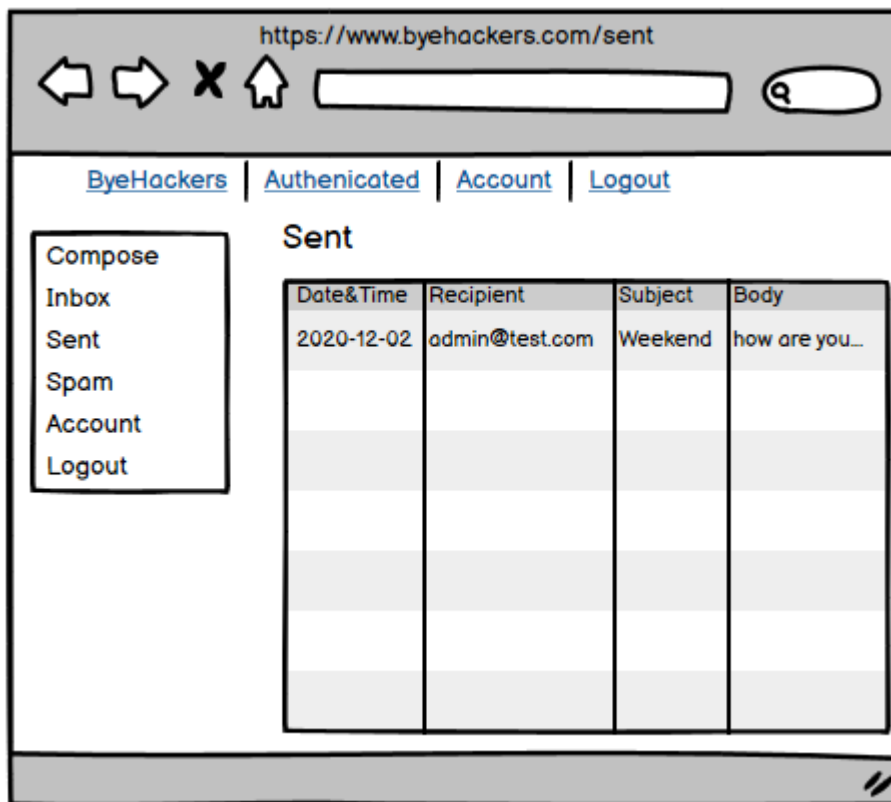 https://www.byehackers.com/sent
ByeHackers Authenicated Account Logout
Sent
Compose
Inbox
Sent
Spam
Account
Logout
Date&Time Recipient Subject Body
2020-12-02 admin@test.com Weekend how are you...